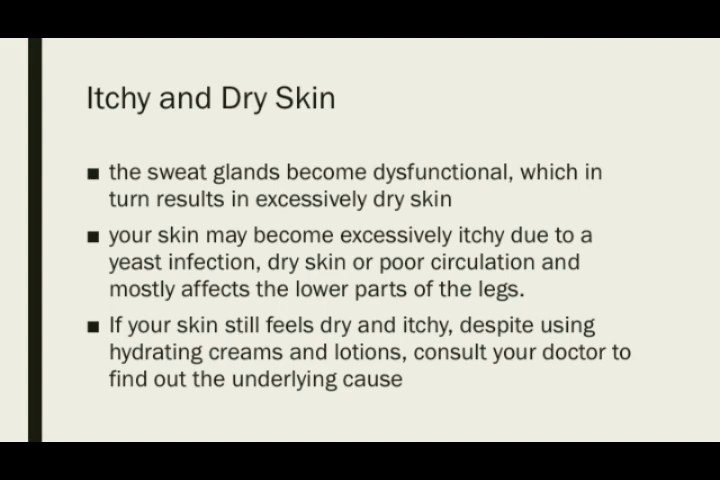 Itchy and Dry Skin
■ the sweat glands become dysfunctional, which in
turn results in excessively dry skin
■ your skin may become excessively itchy due to a
yeast infection, dry skin or poor circulation and
mostly affects the lower parts of the legs.
■ If your skin still feels dry and itchy, despite using
hydrating creams and lotions, consult your doctor to
find out the underlying cause